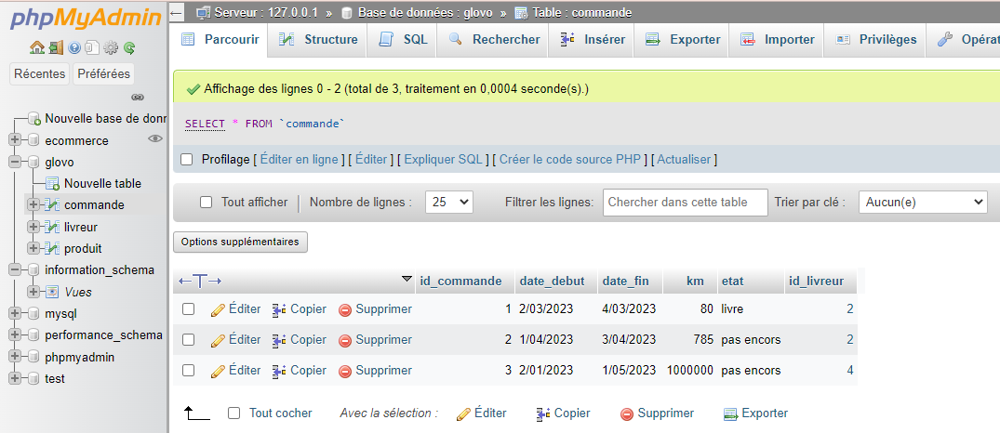 phpMyAdmin
Récentes Préférées
Nouvelle base de donn
ecommerce
glovo
Nouvelle table
commande
livreur
produit
information_schema
Vues
mysql
performance_schema
phpmyadmin
test
Serveur : 127.0.0.1 » Base de données : glovo » Table : commande
Parcourir Structure SQL Rechercher Insérer Exporter Importer Privilèges Opérat
Affichage des lignes 0 - 2 (total de 3, traitement en 0,0004 seconde(s).)
SELECT * FROM `commande`
Profilage [ Éditer en ligne ] [ Éditer ] [ Expliquer SQL ] [ Créer le code source PHP ] [ Actualiser ]
Tout afficher | Nombre de lignes : 25 Filtrer les lignes: Chercher dans cette table Trier par clé : Aucun(e)
Options supplémentaires
id_commande date_debut date_fin km etat id_livreur
Éditer Copier Supprimer 1 2/03/2023 4/03/2023 80 livre 2
Éditer Copier Supprimer 2 1/04/2023 3/04/2023 785 pas encors 2
Éditer Copier Supprimer 3 2/01/2023 1/05/2023 1000000 pas encors 4
Tout cocher Avec la sélection : Éditer Copier Supprimer Exporter